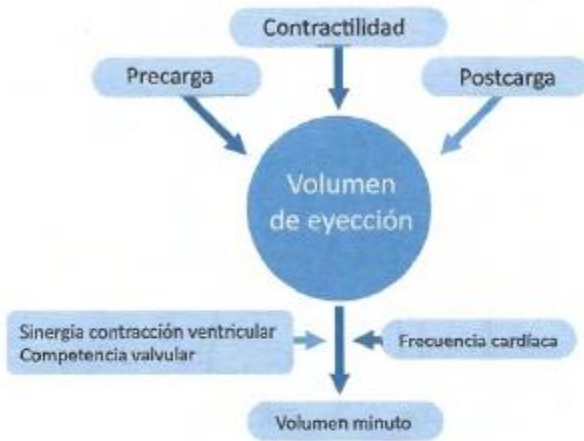 Contractilidad
Precarga
Postcarga
Volumen
de eyección
Sinergia contracción ventricular
Competencia valvular
Frecuencia cardíaca
Volumen minuto